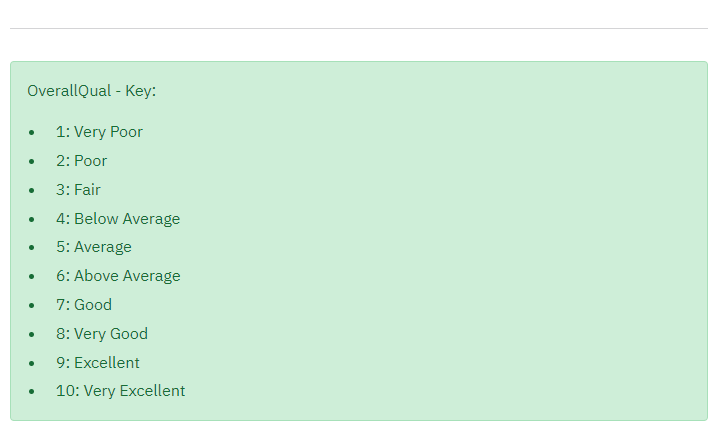 OverallQual - Key:
• 1: Very Poor
• 2: Poor
• 3: Fair
• 4: Below Average
• 5: Average
• 6: Above Average
• 7: Good
• 8: Very Good
• 9: Excellent
• 10: Very Excellent